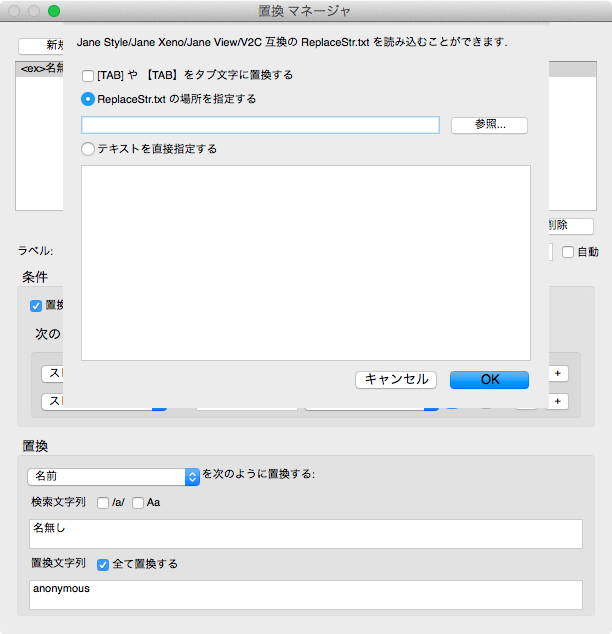 置換 マネージャ
新規
Jane Style/Jane Xeno/Jane View/V2C 互換の ReplaceStr.txt を読み込むことができます.
<ex>名無
[TAB] や 【TAB】をタブ文字に置換する
ReplaceStr.txt の場所を指定する
参照...
テキストを直接指定する
削除
ラベル:
自動
条件
置換
次の
キャンセル
OK
+
+
置換
名前
を次のように置換する:
検索文字列
/a/
Aa
名無し
置換文字列
全て置換する
anonymous